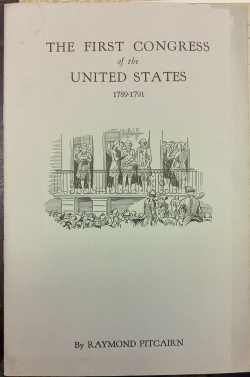 THE FIRST CONGRESS
of the
UNITED STATES
1789-1791
By RAYMOND PITCAIRN